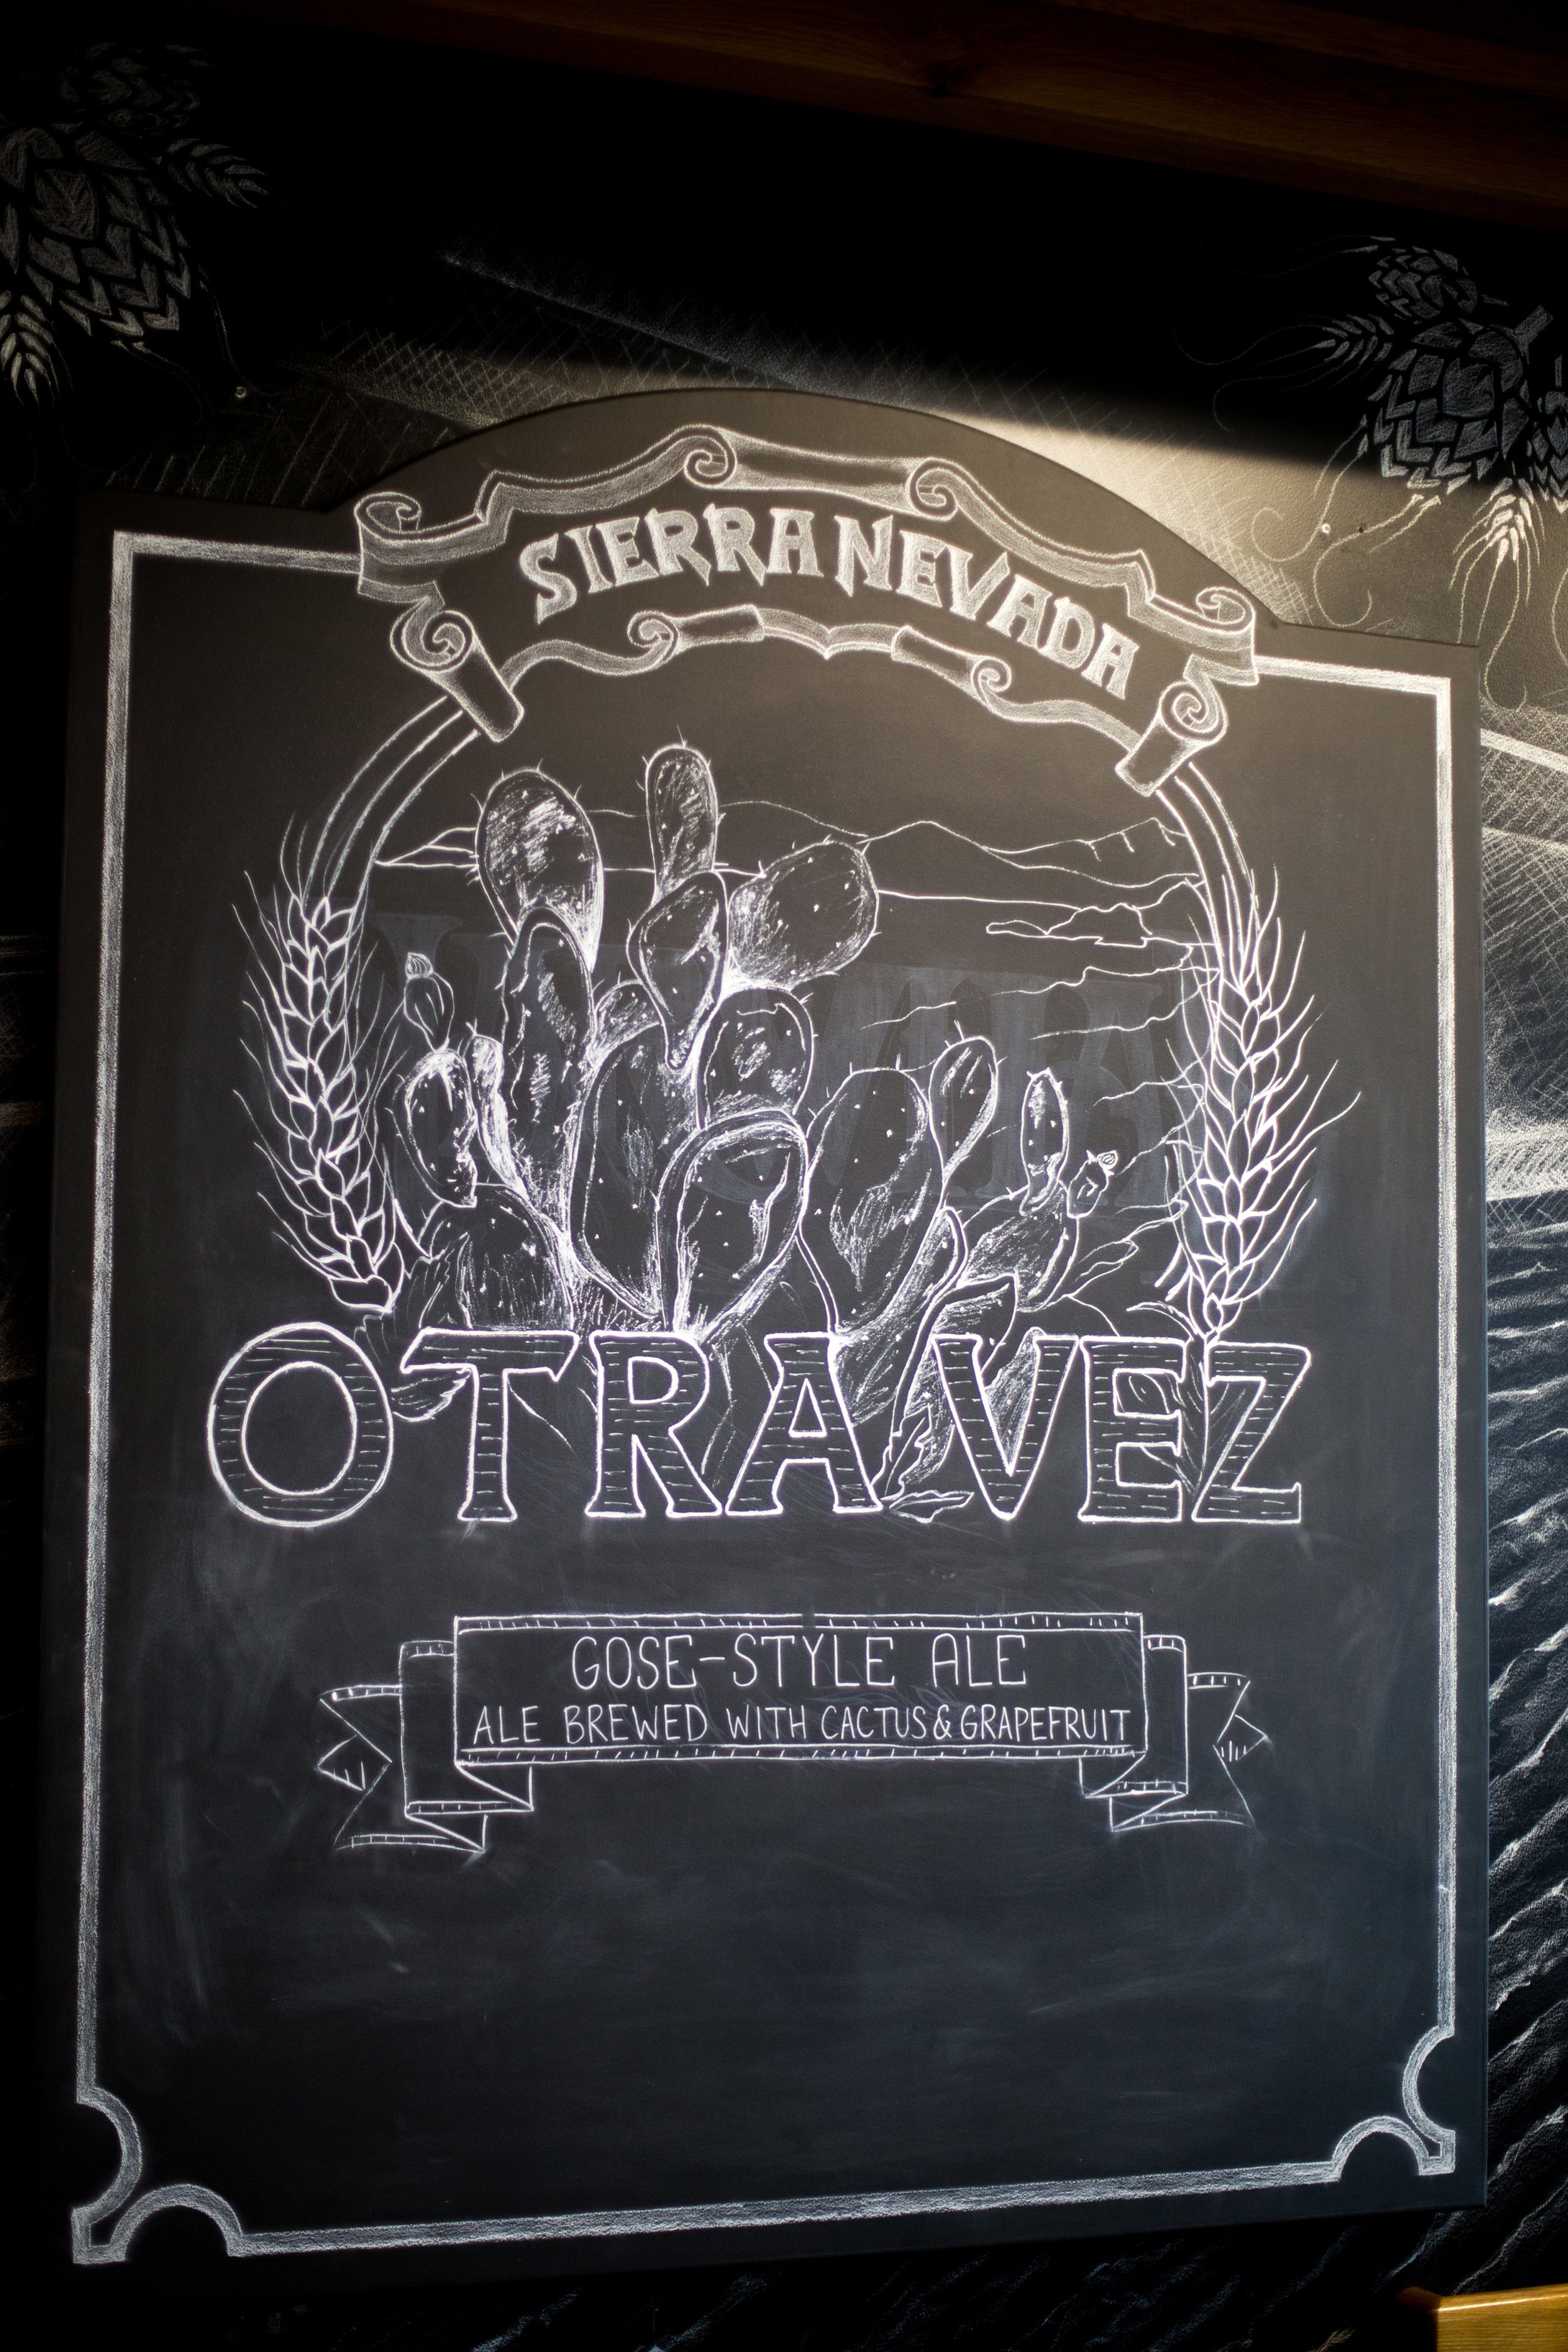 SIERRA NEVADA
OTRA VEZ
GOSE-STYLE ALE
ALE BREWED WITH CACTUS & GRAPEFRUIT